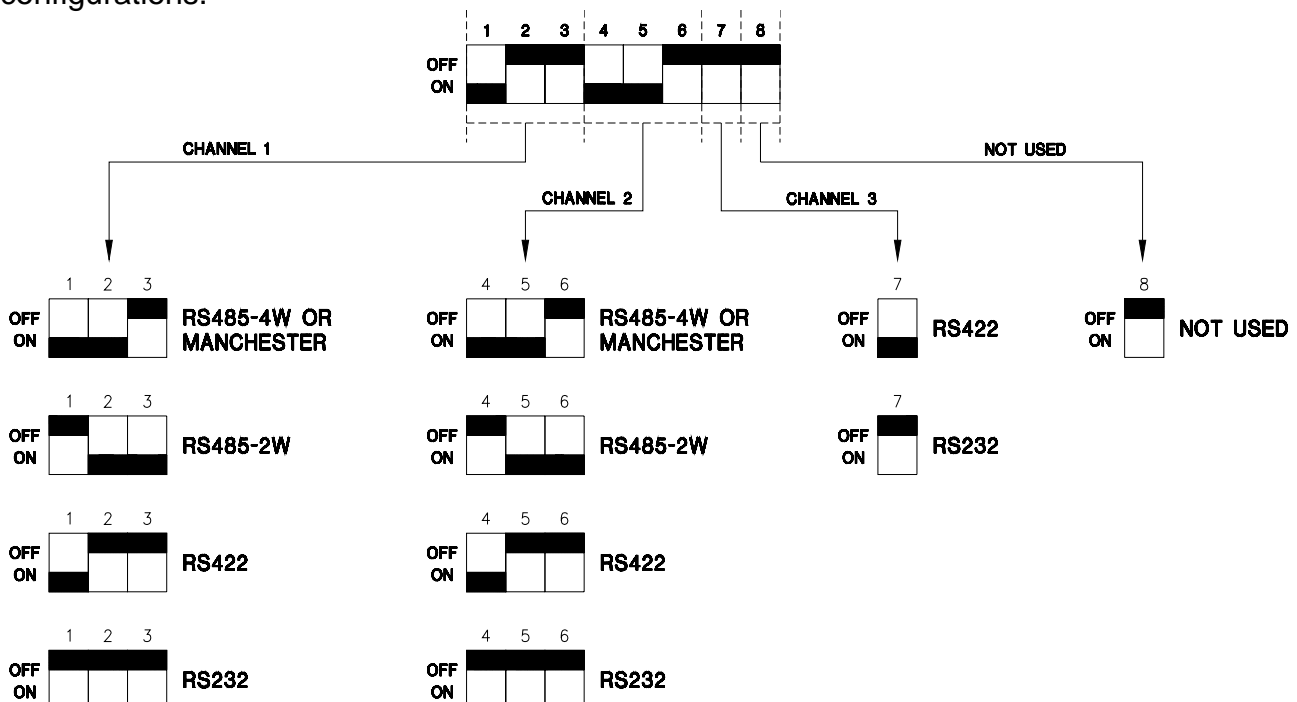 configurations.
1 2 3 4 5 6 7 8
OFF
ON
CHANNEL 1
NOT USED
CHANNEL 2
CHANNEL 3
1 2 3
OFF
ON
RS485-4W OR
MANCHESTER
4 5 6
OFF
ON
RS485-4W OR
MANCHESTER
7
OFF
ON
RS422
8
OFF
ON
NOT USED
1 2 3
OFF
ON
RS485-2W
4 5 6
OFF
ON
RS485-2W
7
OFF
ON
RS232
1 2 3
OFF
ON
RS422
4 5 6
OFF
ON
RS422
1 2 3
OFF
ON
RS232
4 5 6
OFF
ON
RS232